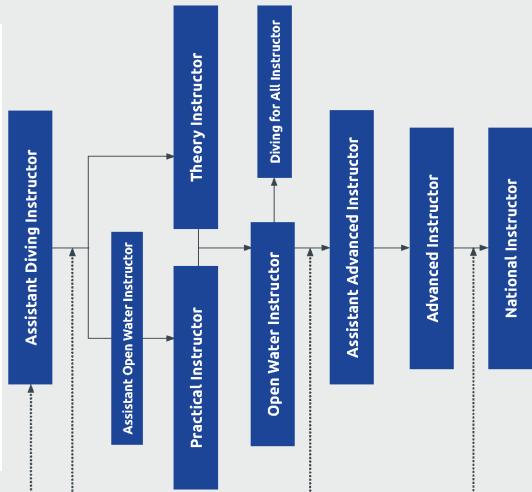 Assistant Diving Instructor
Assistant Open Water Instructor
Theory Instructor
Practical Instructor
Diving for All Instructor
Open Water Instructor
Assistant Advanced Instructor
Advanced Instructor
National Instructor